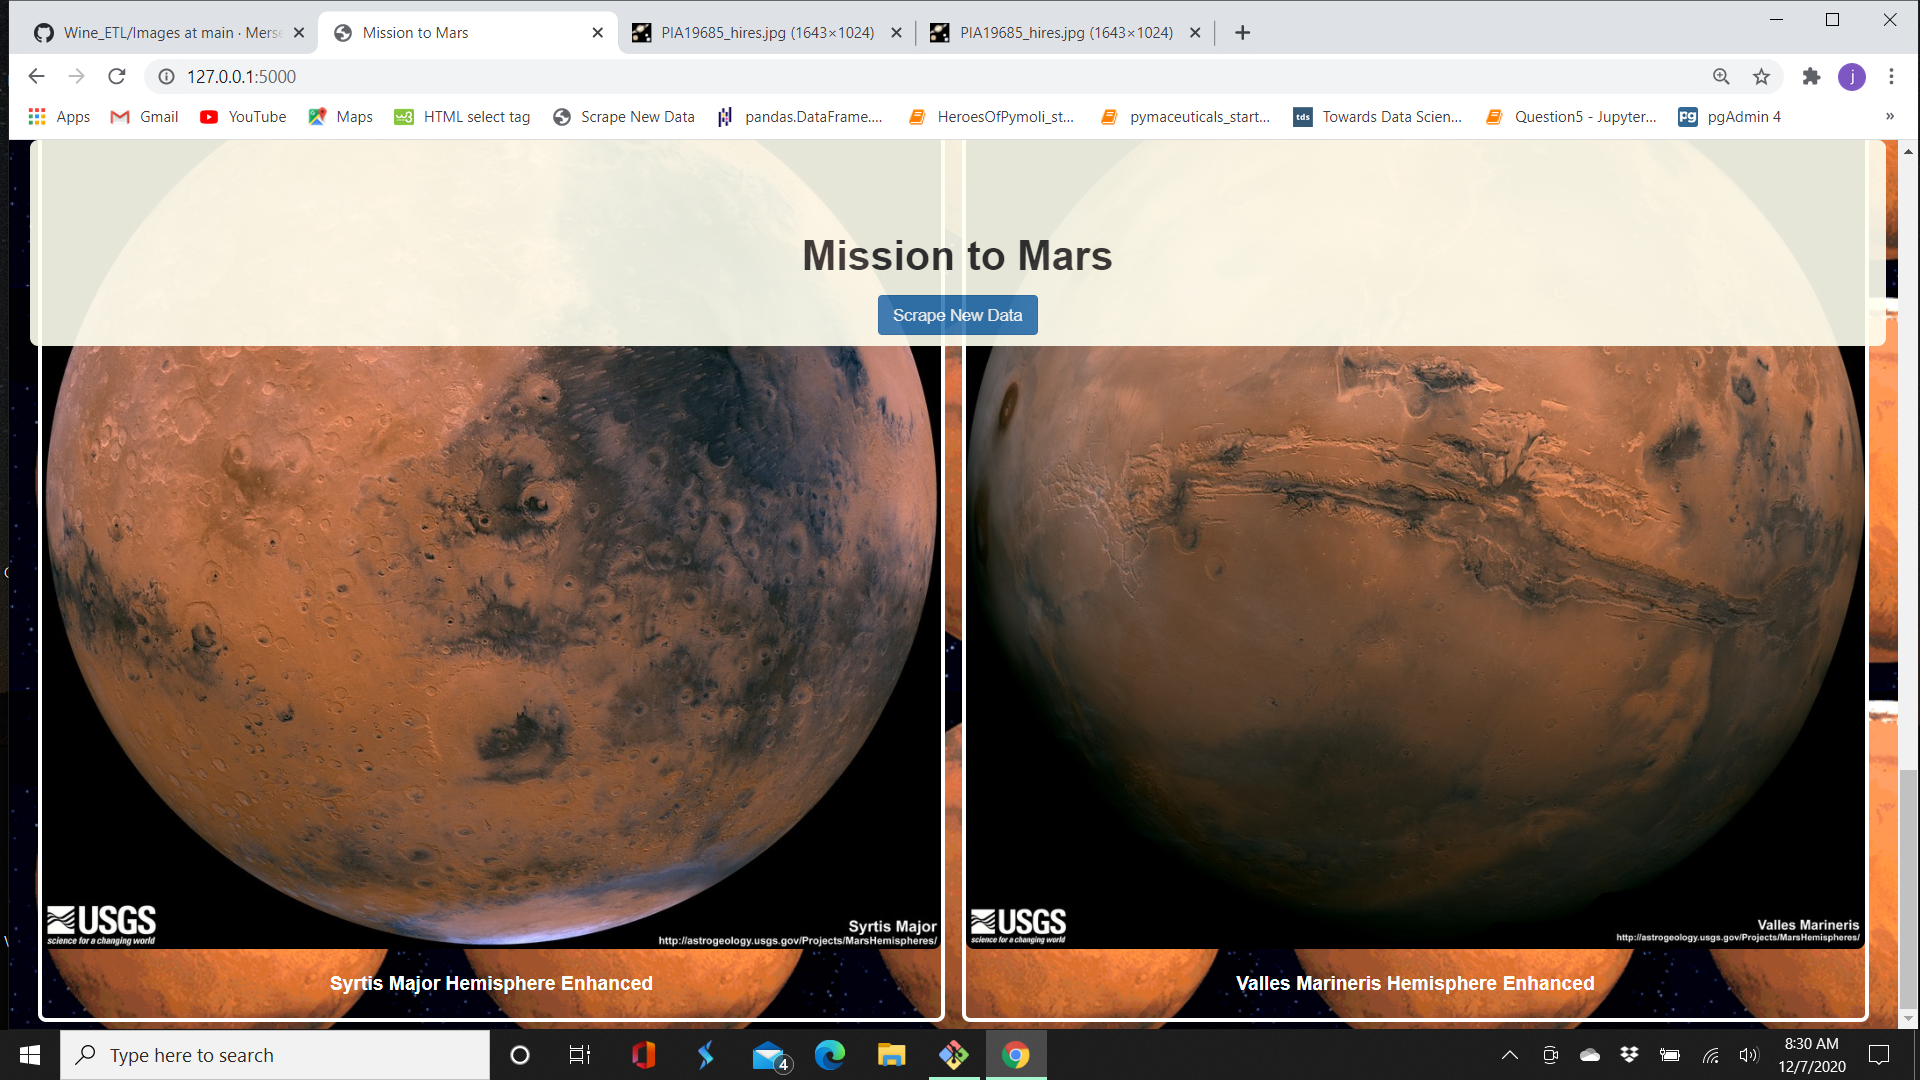 Wine_ETL/Images at main · Merse
Mission to Mars
PIA19685_hires.jpg (1643×1024)
PIA19685_hires.jpg (1643×1024)
127.0.0.1:5000
j
Apps
Gmail
YouTube
Maps
w3
HTML select tag
Scrape New Data
pandas.DataFrame....
HeroesOfPymoli_st...
pymaceuticals_start...
tds
Towards Data Scien...
Question5 - Jupyter...
pg
pgAdmin 4
»
Mission to Mars
Scrape New Data
USGS
science for a changing world
Syrtis Major
http://astrogeology.usgs.gov/Projects/MarsHemispheres/
USGS
science for a changing world
Valles Marineris
http://astrogeology.usgs.gov/Projects/MarsHemispheres/
Syrtis Major Hemisphere Enhanced
Valles Marineris Hemisphere Enhanced
Type here to search
4
8:30 AM
12/7/2020